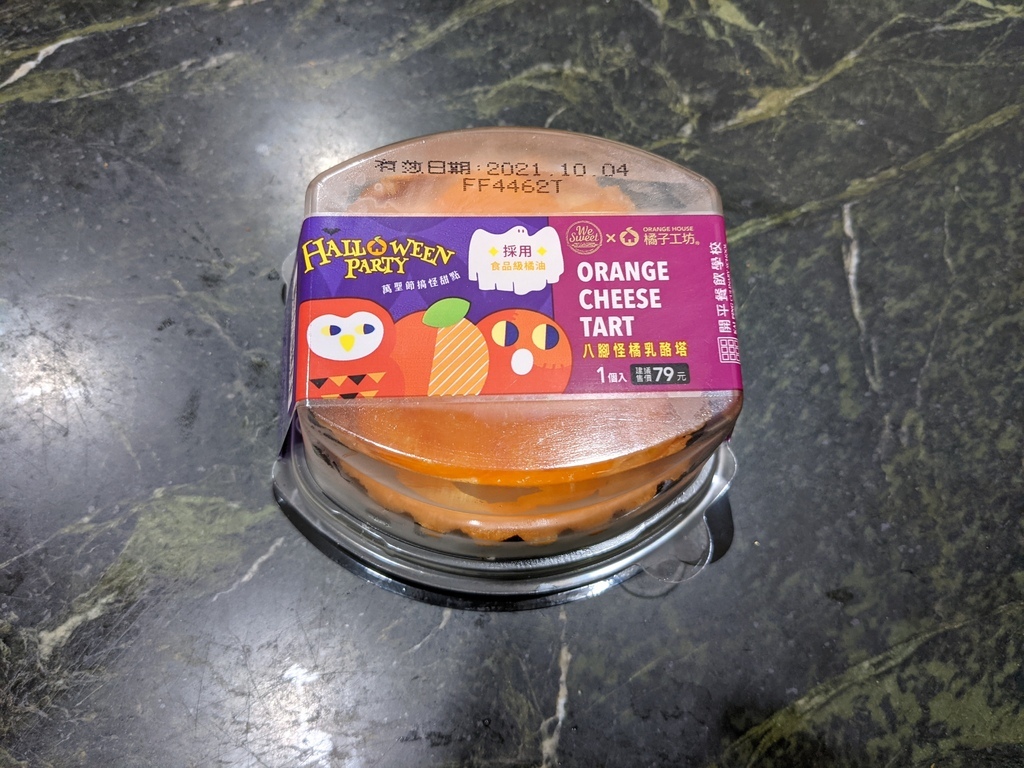 有效日期:2021.10.04
FF4462T
HALLOWEEN
PARTY
萬聖節搞怪甜點
採用
食品級橘油
We
Sweet
×
ORANGE HOUSE
橘子工坊®
ORANGE
CHEESE
TART
八腳怪橘乳酪塔
1個入 建議售價79元
開平餐飲學校